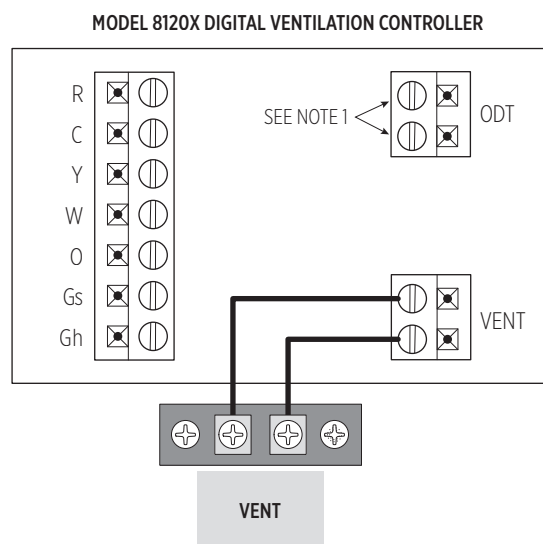 MODEL 8120X DIGITAL VENTILATION CONTROLLER
R
C
Y
W
O
Gs
Gh
SEE NOTE 1
ODT
VENT
VENT